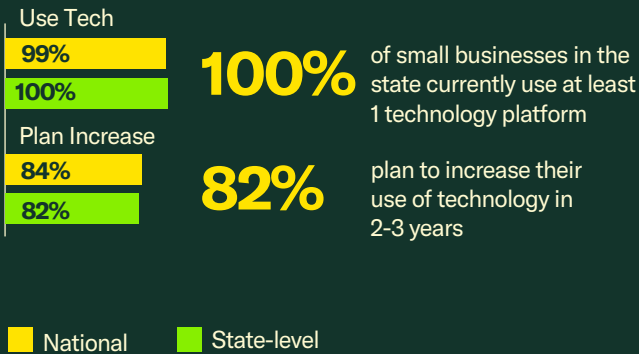 Use Tech
99%
100%
100%
of small businesses in the
state currently use at least
1 technology platform
Plan Increase
84%
82%
82%
plan to increase their
use of technology in
2-3 years
National
State-level